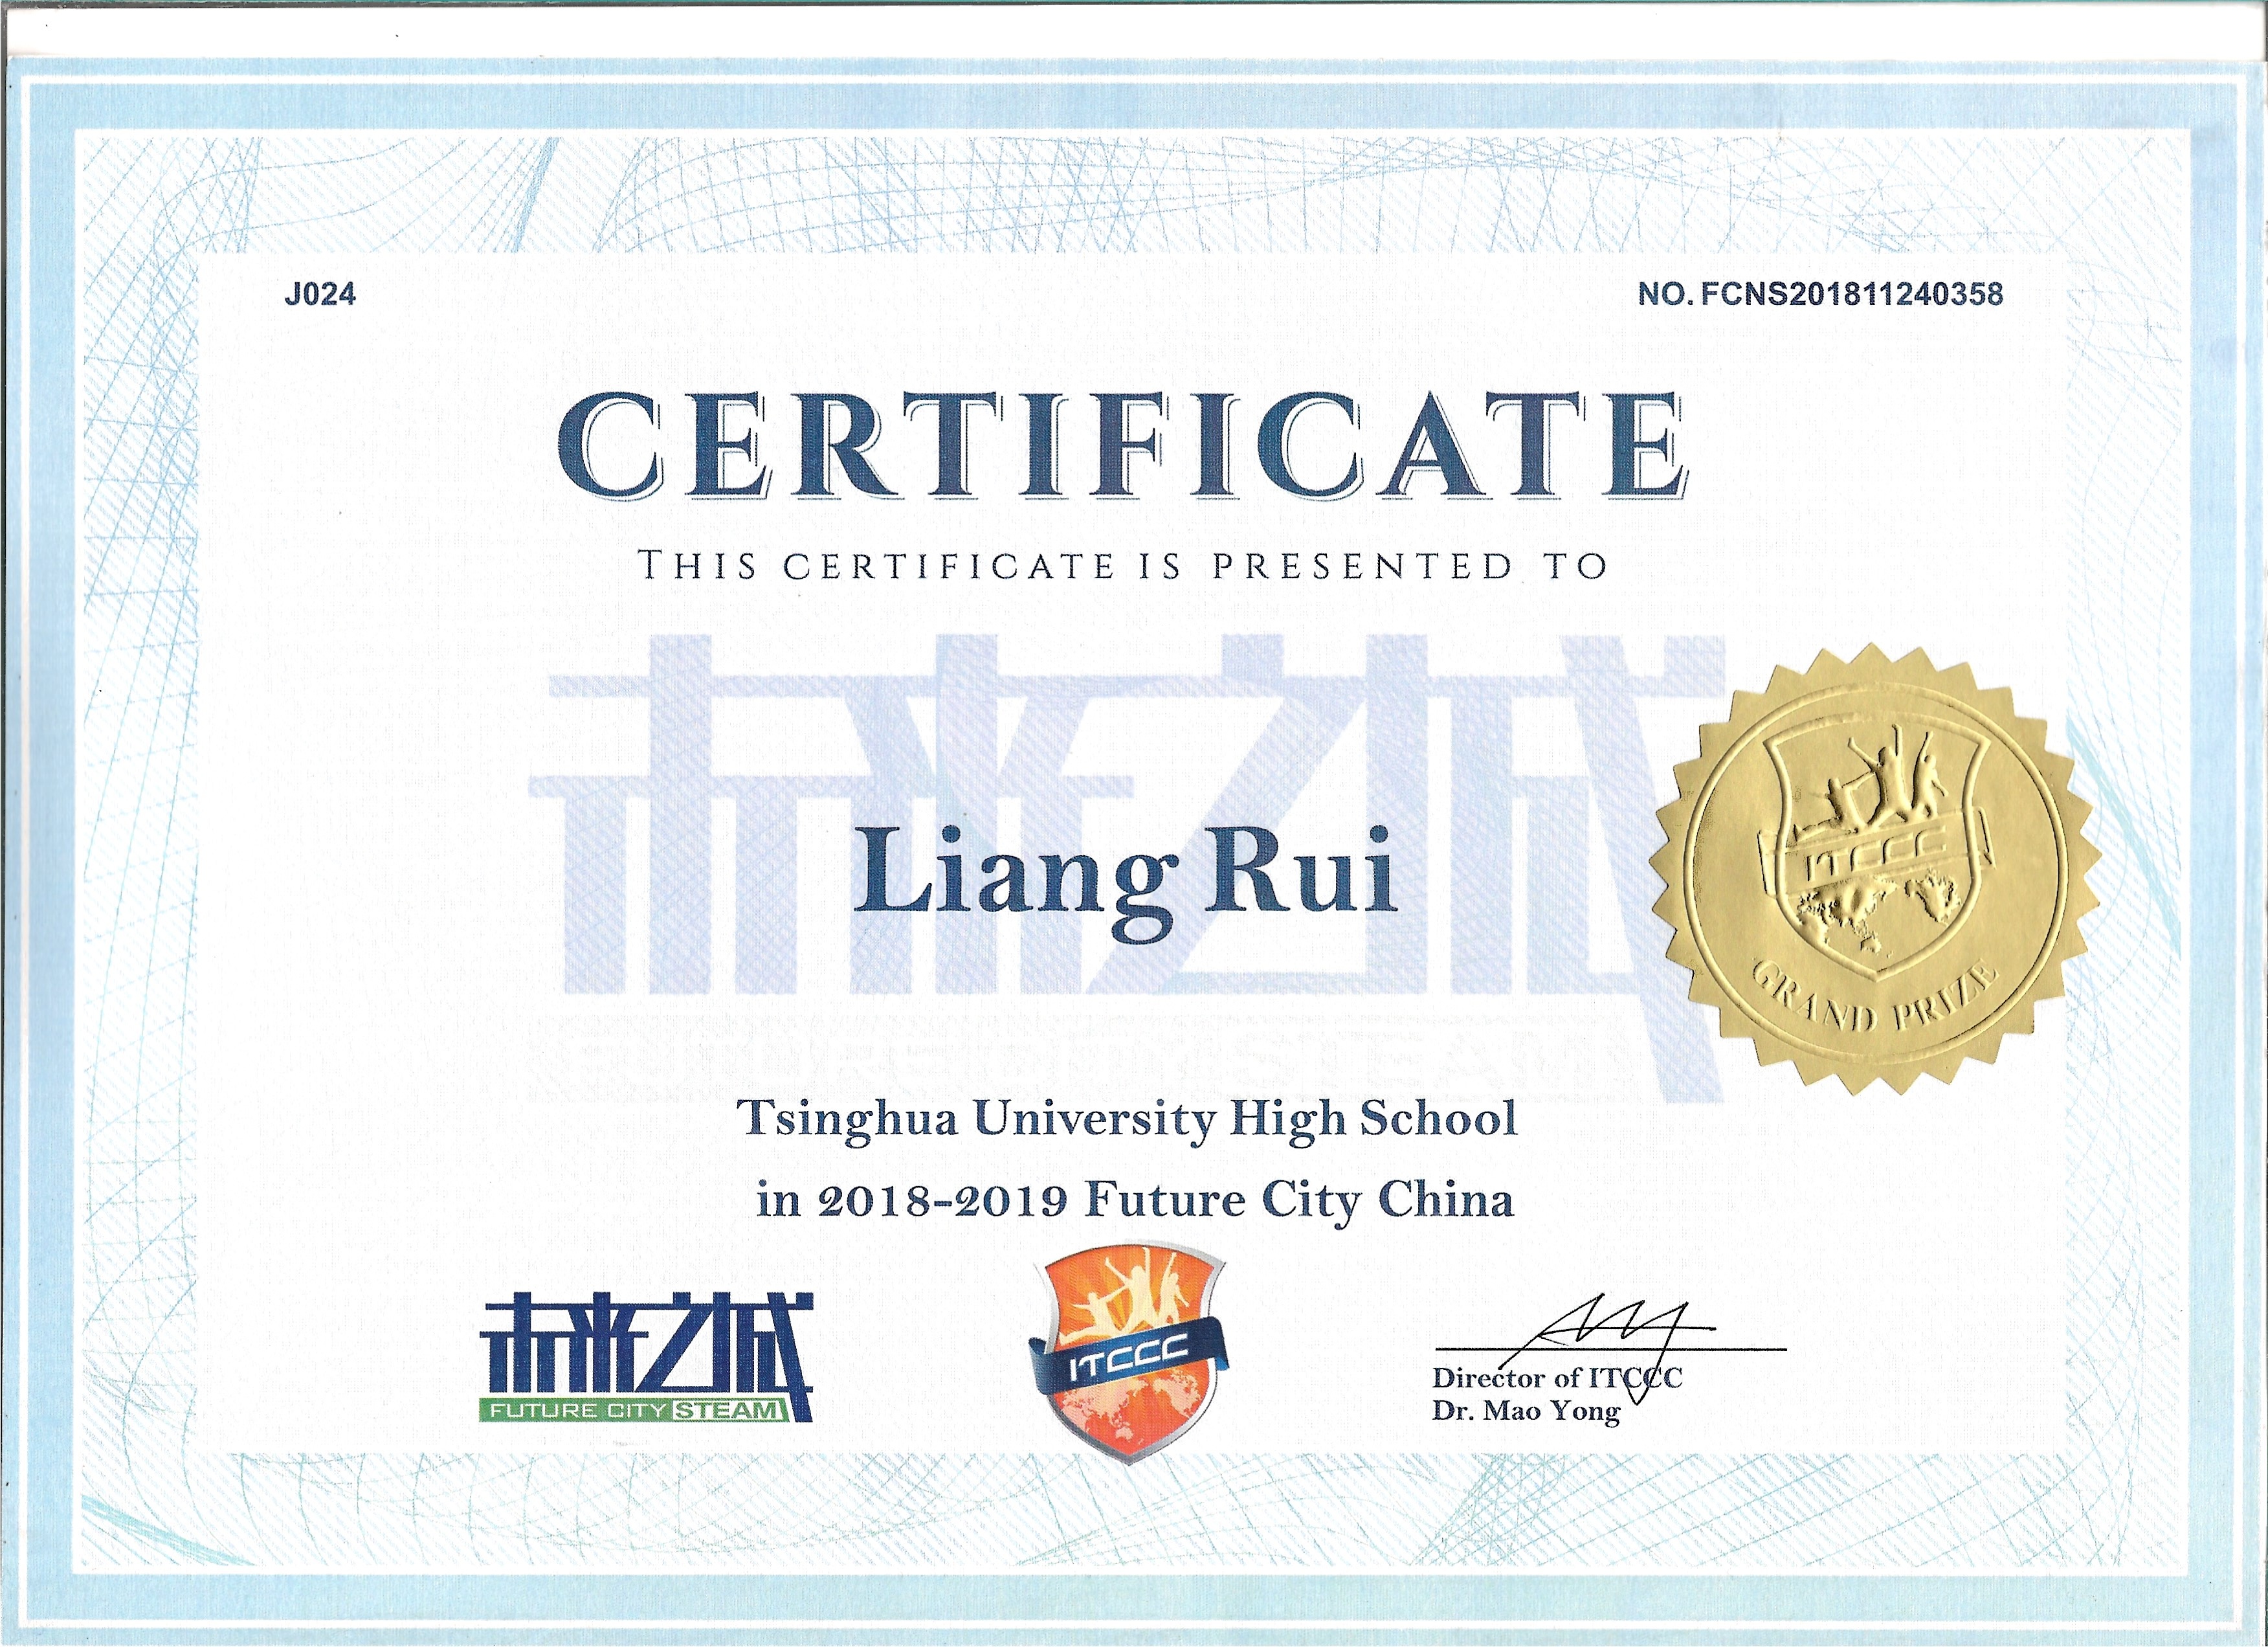 J024
NO. FCNS201811240358
CERTIFICATE
THIS CERTIFICATE IS PRESENTED TO
未来之城
Liang Rui
ITCCC
GRAND PRIZE
Tsinghua University High School
in 2018-2019 Future City China
未来之城
FUTURE CITY STEAM
ITCCC
Director of ITCCC
Dr. Mao Yong